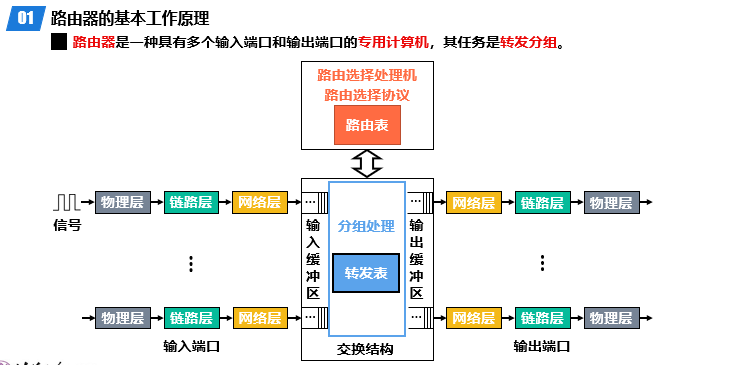 01 路由器的基本工作原理
路由器是一种具有多个输入端口和输出端口的专用计算机，其任务是转发分组。
路由选择处理机
路由选择协议
路由表
物理层 链路层 网络层 … … 网络层 链路层 物理层
信号
输入缓冲区
分组处理
输出缓冲区
转发表
⋮ ⋮
物理层 链路层 网络层 … … 网络层 链路层 物理层
输入端口 交换结构 输出端口